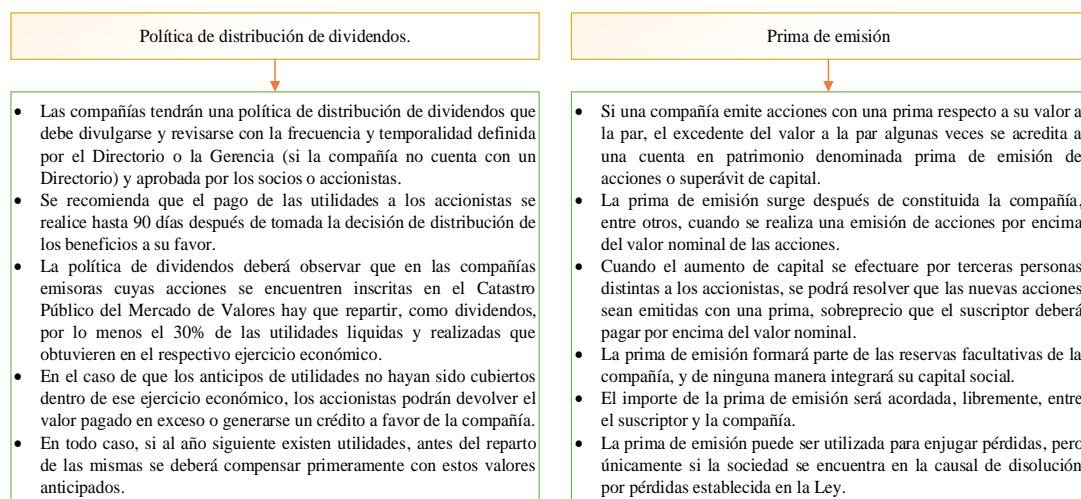 Política de distribución de dividendos.
• Las compañías tendrán una política de distribución de dividendos que
debe divulgarse y revisarse con la frecuencia y temporalidad definida
por el Directorio o la Gerencia (si la compañía no cuenta con un
Directorio) y aprobada por los socios o accionistas.
• Se recomienda que el pago de las utilidades a los accionistas se
realice hasta 90 días después de tomada la decisión de distribución de
los beneficios a su favor.
• La política de dividendos deberá observar que en las compañías
emisoras cuyas acciones se encuentren inscritas en el Catastro
Público del Mercado de Valores hay que repartir, como dividendos,
por lo menos el 30% de las utilidades liquidas y realizadas que
obtuvieren en el respectivo ejercicio económico.
• En el caso de que los anticipos de utilidades no hayan sido cubiertos
dentro de ese ejercicio económico, los accionistas podrán devolver el
valor pagado en exceso o generarse un crédito a favor de la compañía.
• En todo caso, si al año siguiente existen utilidades, antes del reparto
de las mismas se deberá compensar primeramente con estos valores
anticipados.
Prima de emisión
• Si una compañía emite acciones con una prima respecto a su valor a
la par, el excedente del valor a la par algunas veces se acredita a
una cuenta en patrimonio denominada prima de emisión de
acciones o superávit de capital.
• La prima de emisión surge después de constituida la compañía,
entre otros, cuando se realiza una emisión de acciones por encima
del valor nominal de las acciones.
• Cuando el aumento de capital se efectuare por terceras personas
distintas a los accionistas, se podrá resolver que las nuevas acciones
sean emitidas con una prima, sobreprecio que el suscriptor deberá
pagar por encima del valor nominal.
• La prima de emisión formará parte de las reservas facultativas de la
compañía, y de ninguna manera integrará su capital social.
• El importe de la prima de emisión será acordada, libremente, entre
el suscriptor y la compañía.
• La prima de emisión puede ser utilizada para enjugar pérdidas, pero
únicamente si la sociedad se encuentra en la causal de disolución
por pérdidas establecida en la Ley.